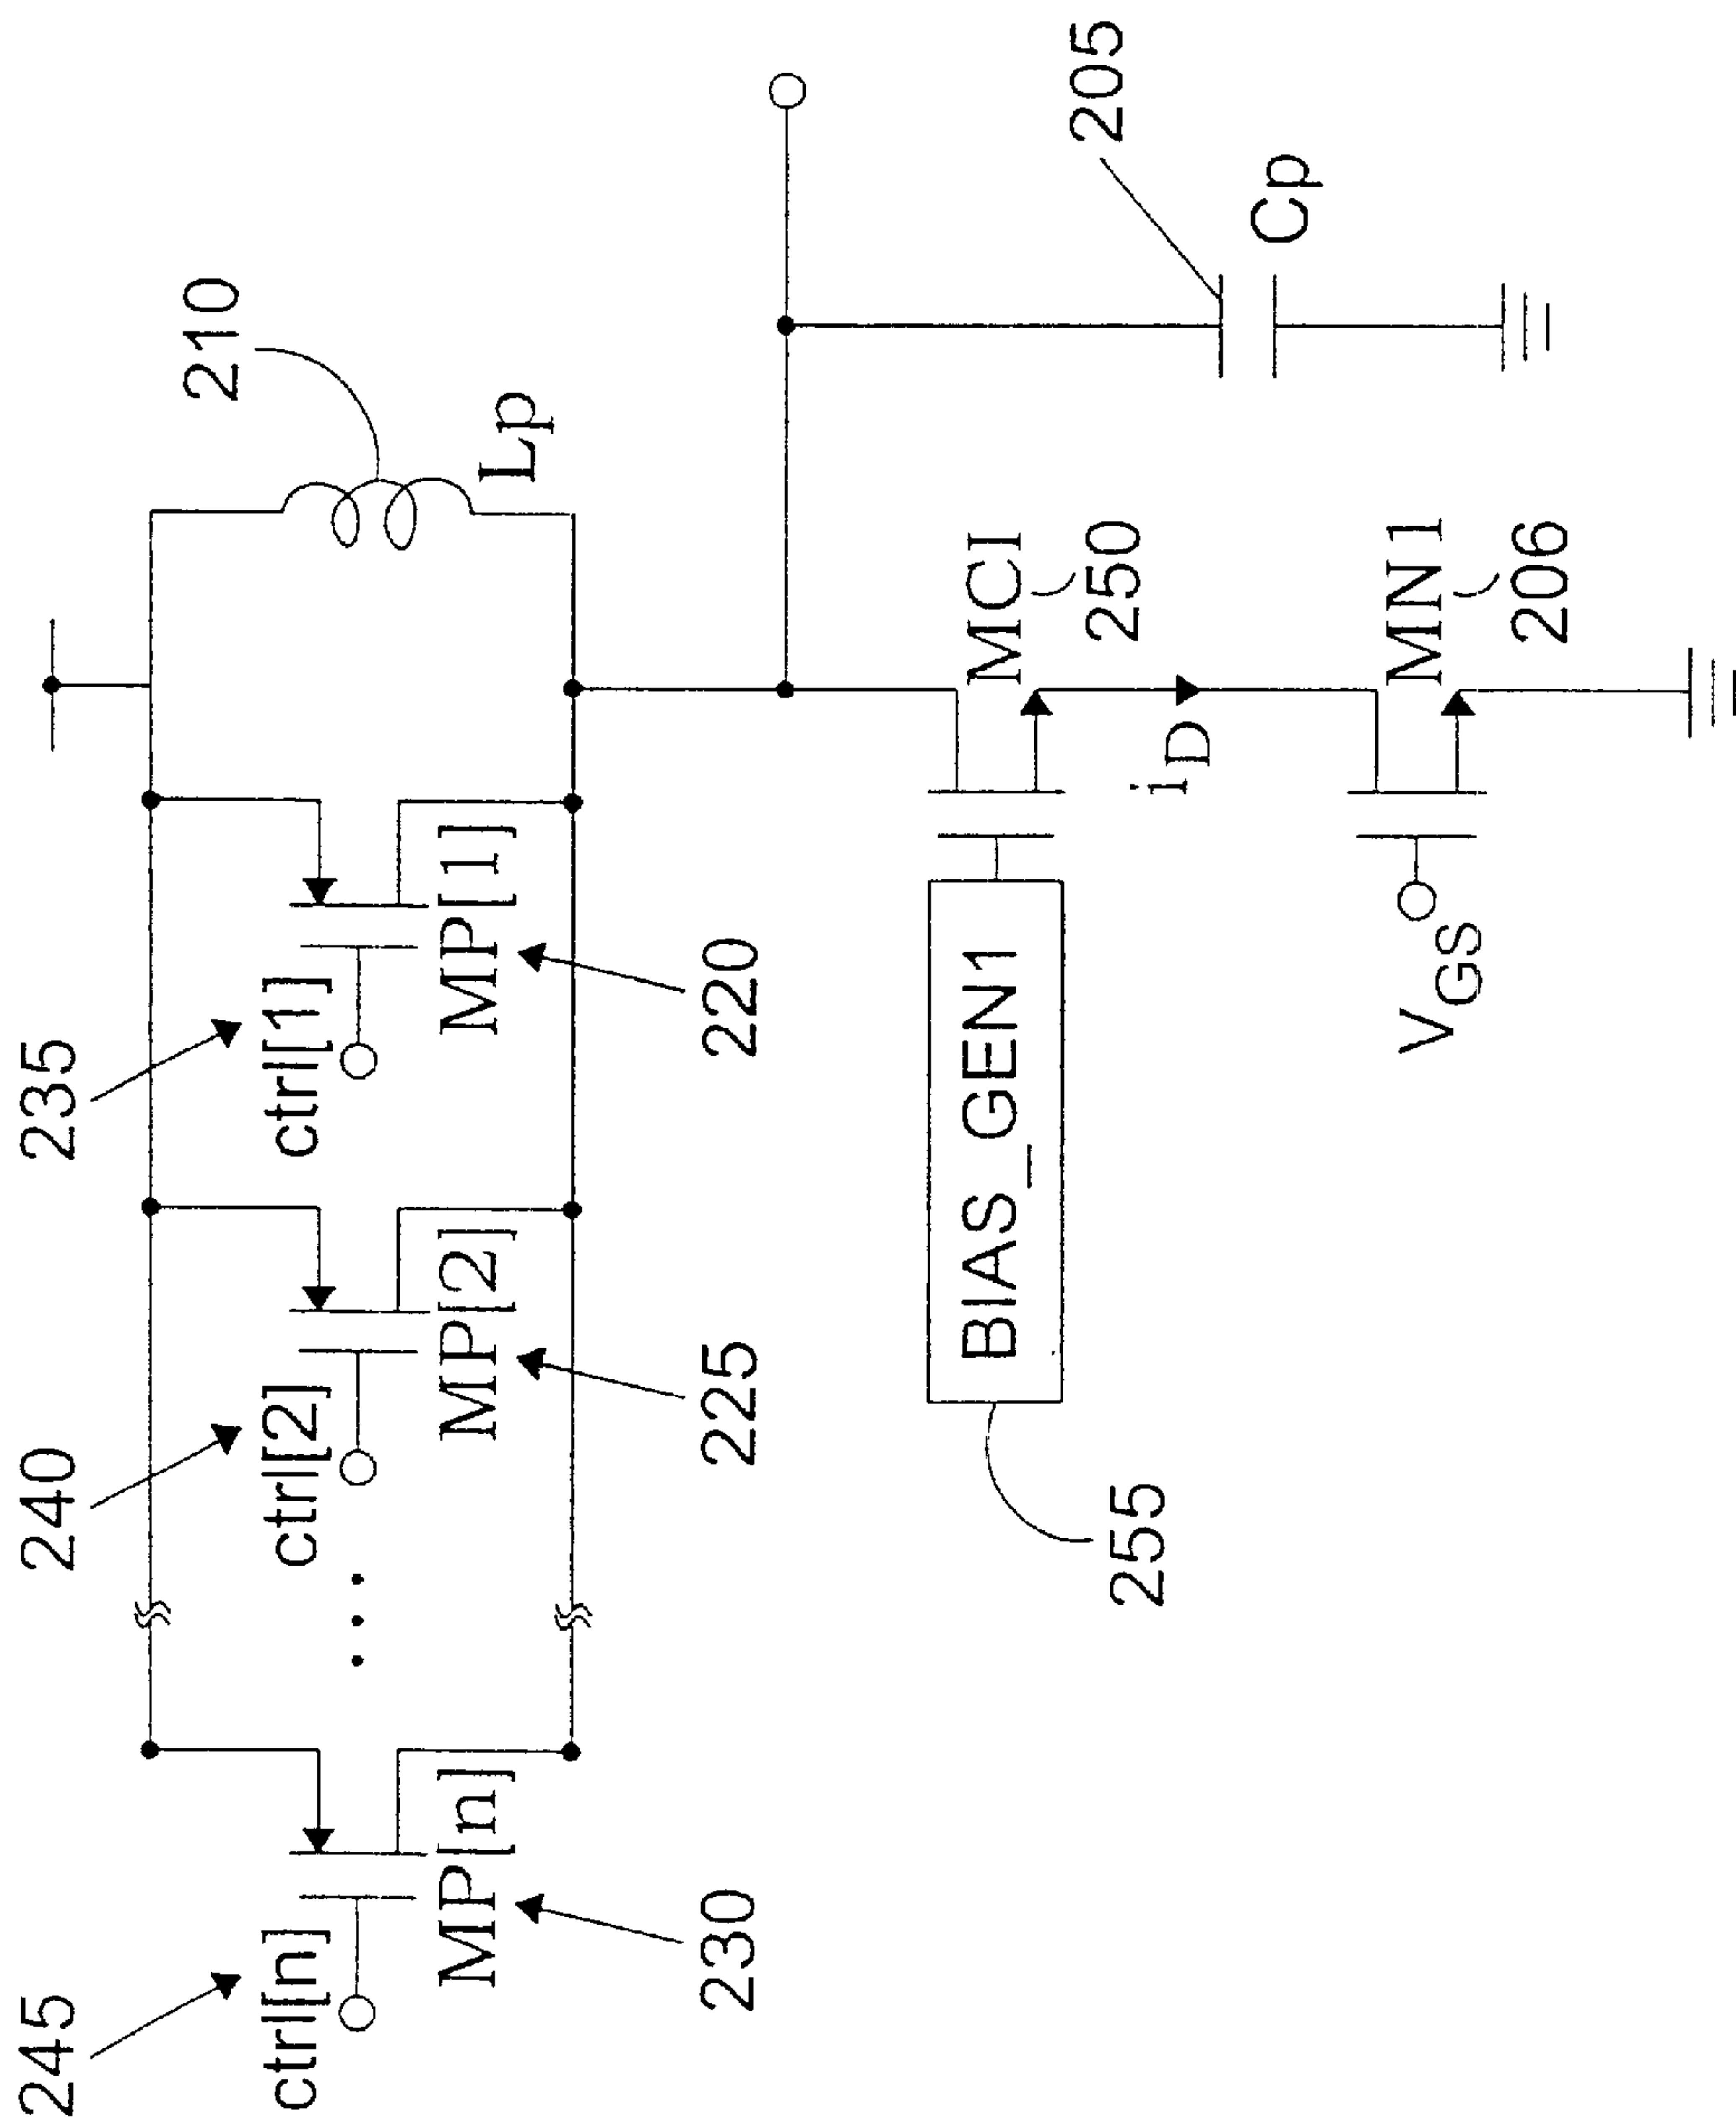 245
240
235
210
ctrl[n]
ctrl[2]
ctrl[1]
MP[n]
MP[2]
MP[1]
Lp
230
225
220
205
Cp
BIAS_GEN1
255
MCI
250
iD
VGS
MN1
206